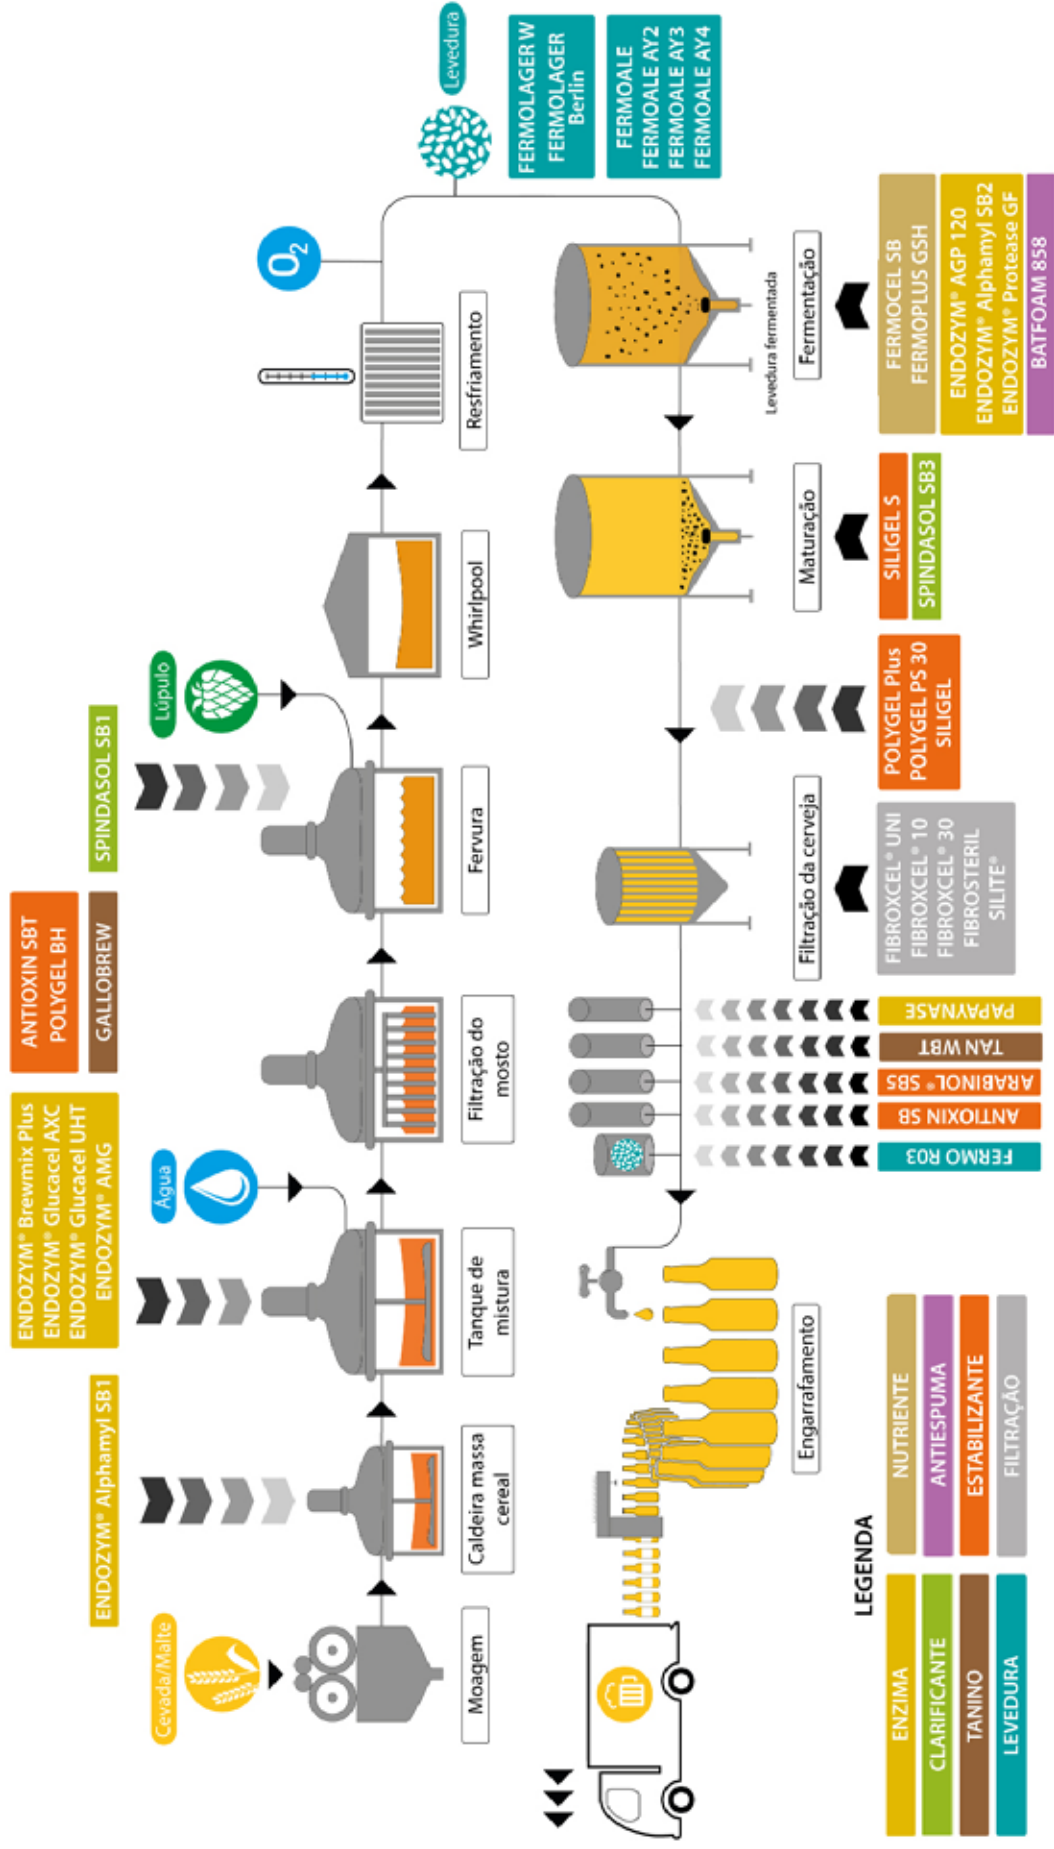 ENDOZYM® Alphamyl SB1
ENDOZYM® Brewmix Plus
ENDOZYM® Glucacel AXC
ENDOZYM® Glucacel UHT
ENDOZYM® AMG
ANTIOXIN SBT
POLYGEL BH
GALLOBREW
SPINDASOL SB1
Cevada/Malte
Água
Lúpulo
O2
Levedura
FERMOLAGER W
FERMOLAGER
Berlin
FERMOALE
FERMOALE AY2
FERMOALE AY3
FERMOALE AY4
Moagem
Caldeira massa
cereal
Tanque de
mistura
Filtração do
mosto
Fervura
Whirlpool
Resfriamento
Levedura fermentada
Engarrafamento
Filtração da cerveja
Maturação
Fermentação
FERMO R03
ANTIOXIN SB
ARABINOL® SB5
TAN WBT
PAPAYNASE
FIBROXCEL® UNI
FIBROXCEL® 10
FIBROXCEL® 30
FIBROSTERIL
SILITE®
POLYGEL Plus
POLYGEL PS 30
SILIGEL
SILIGEL S
SPINDASOL SB3
FERMOCEL SB
FERMOPLUS GSH
ENDOZYM® AGP 120
ENDOZYM® Alphamyl SB2
ENDOZYM® Protease GF
BATFOAM 858
LEGENDA
ENZIMA
NUTRIENTE
CLARIFICANTE
ANTIESPUMA
TANINO
ESTABILIZANTE
LEVEDURA
FILTRAÇÃO